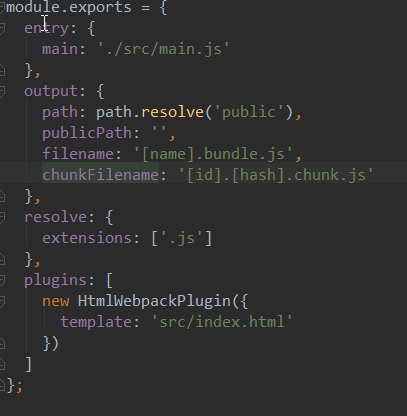 module.exports = {
  entry: {
    main: './src/main.js'
  },
  output: {
    path: path.resolve('public'),
    publicPath: '',
    filename: '[name].bundle.js',
    chunkFilename: '[id].[hash].chunk.js'
  },
  resolve: {
    extensions: ['.js']
  },
  plugins: [
    new HtmlWebpackPlugin({
      template: 'src/index.html'
    })
  ]
};